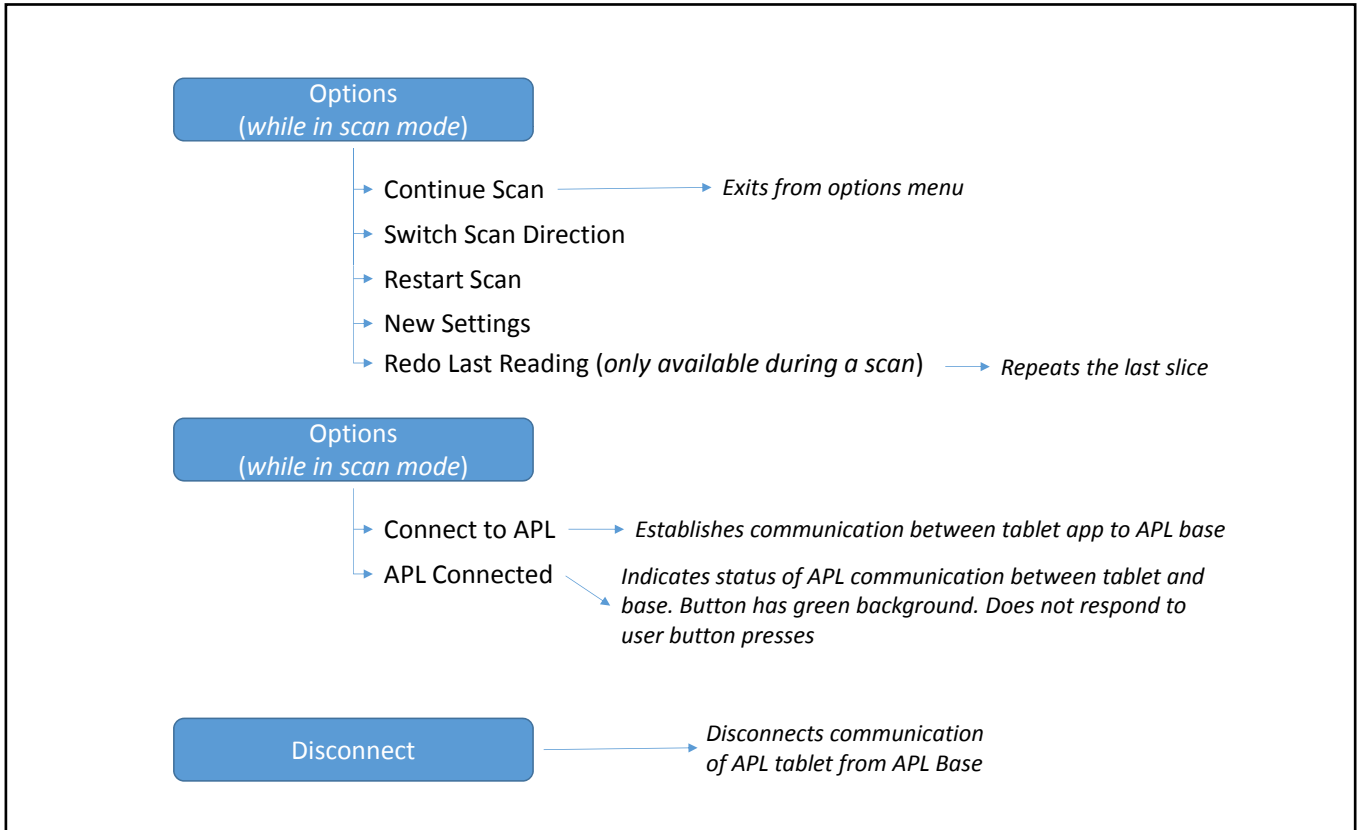 Options
(while in scan mode)
Continue Scan
Exits from options menu
Switch Scan Direction
Restart Scan
New Settings
Redo Last Reading (only available during a scan)
Repeats the last slice
Options
(while in scan mode)
Connect to APL
Establishes communication between tablet app to APL base
APL Connected
Indicates status of APL communication between tablet and
base. Button has green background. Does not respond to
user button presses
Disconnect
Disconnects communication
of APL tablet from APL Base